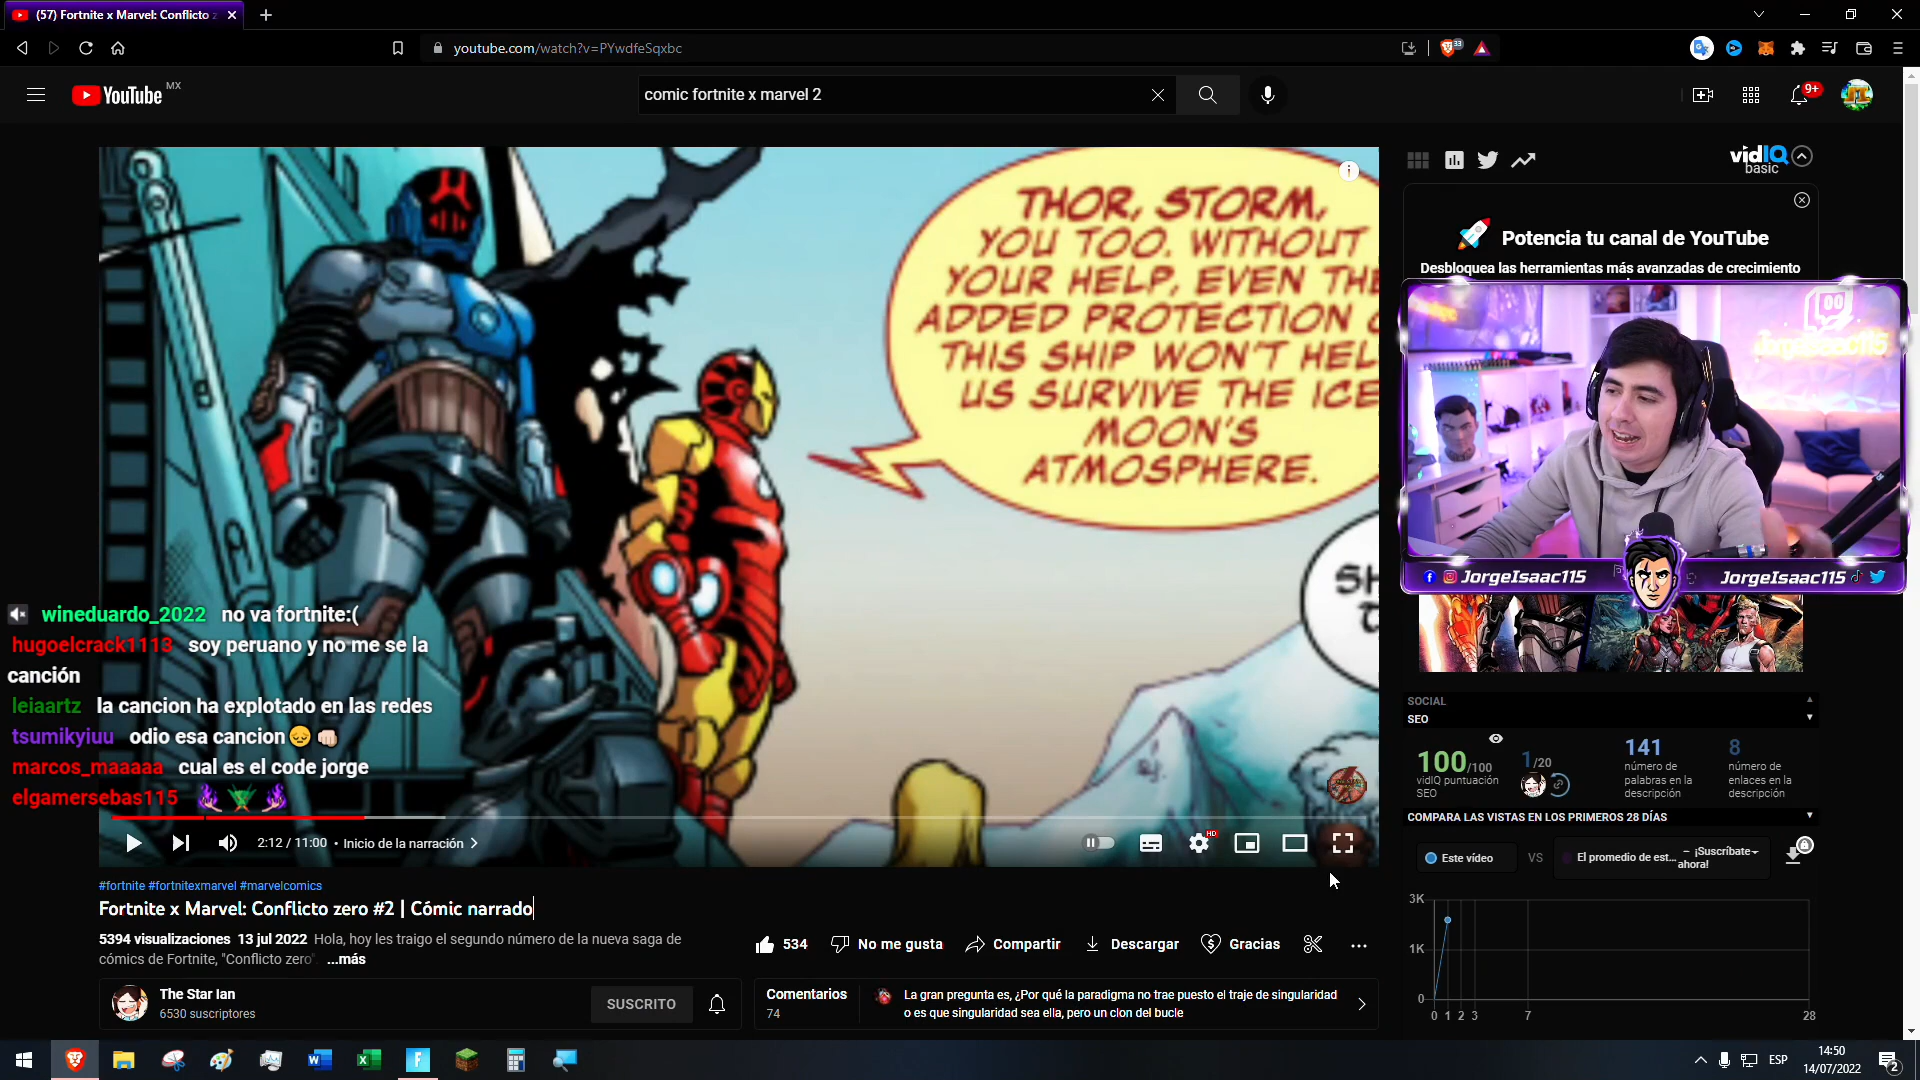 (57) Fortnite x Marvel: Conflicto
youtube.com/watch?v=PYwdfeSqxbc
33
YouTube MX
comic fortnite x marvel 2
9+
vidIQ
basic
Potencia tu canal de YouTube
Desbloquea las herramientas más avanzadas de crecimiento
THOR, STORM,
YOU TOO. WITHOUT
YOUR HELP, EVEN THE
ADDED PROTECTION
THIS SHIP WON'T HEL
US SURVIVE THE ICE
MOON'S
ATMOSPHERE.
SH
JorgeIsaac115
JorgeIsaac115
JorgeIsaac115
wineduardo_2022 no va fortnite:(
hugoelcrack1113 soy peruano y no me se la
canción
leiaartz la cancion ha explotado en las redes
tsumikyiuu odio esa cancion😔👊🏻
marcos_maaaaa cual es el code jorge
elgamersebas115
2:12 / 11:00 • Inicio de la narración
HD
#fortnite #fortnitexmarvel #marvelcomics
Fortnite x Marvel: Conflicto zero #2 | Cómic narrado
5394 visualizaciones 13 jul 2022 Hola, hoy les traigo el segundo número de la nueva saga de
cómics de Fortnite, "Conflicto zero". ...más
534 No me gusta Compartir Descargar Gracias
The Star Ian
6530 suscriptores
SUSCRITO
Comentarios
74
La gran pregunta es, ¿Por qué la paradigma no trae puesto el traje de singularidad
o es que singularidad sea ella, pero un clon del bucle
SOCIAL
SEO
100/100
vidIQ puntuación
SEO
1/20
141
número de
palabras en la
descripción
8
número de
enlaces en la
descripción
COMPARA LAS VISTAS EN LOS PRIMEROS 28 DÍAS
Este vídeo
VS
El promedio de est...
– ¡Suscríbate
ahora!
3K
1K
0
0 1 2 3 7 28
ESP
14:50
14/07/2022
2